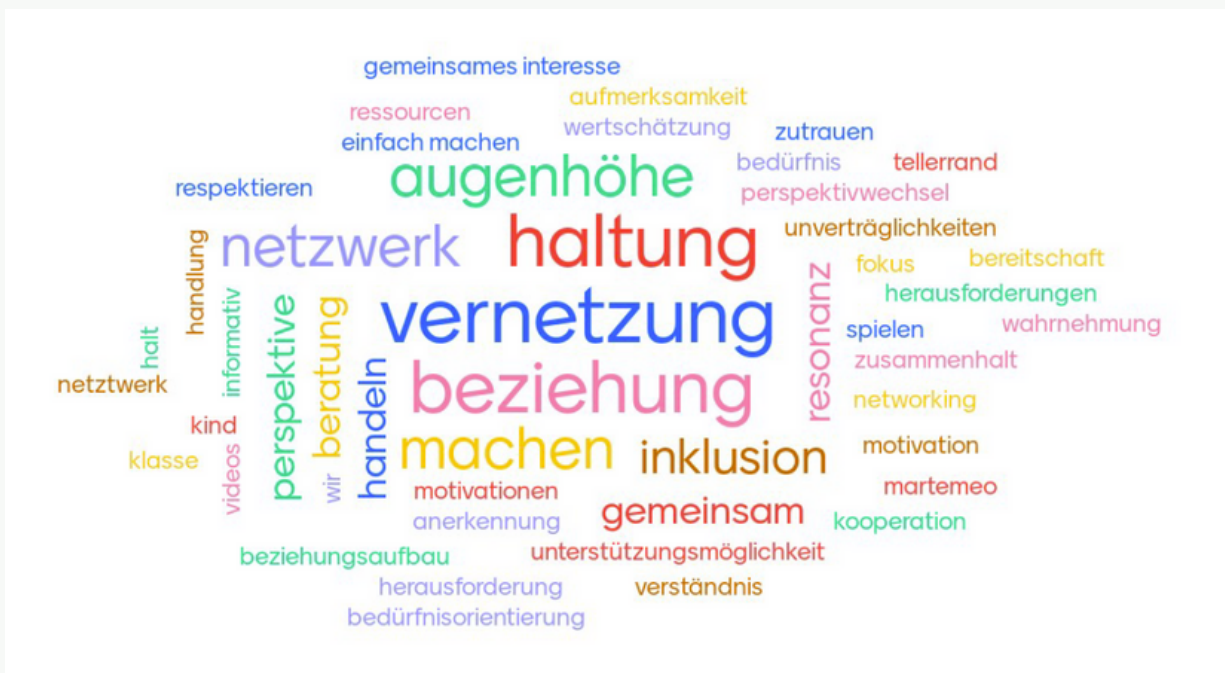 gemeinsames interesse
aufmerksamkeit
ressourcen
wertschätzung
zutrauen
einfach machen
bedürfnis
tellerrand
augenhöhe
respektieren
perspektivwechsel
unverträglichkeiten
netzwerk
haltung
handlung
fokus
bereitschaft
herausforderungen
resonanz
vernetzung
spielen
wahrnehmung
informativ
perspektive
beratung
halt
zusammenhalt
netztwerk
handeln
beziehung
networking
kind
machen
inklusion
motivation
klasse
videos
wir
motivationen
martemeo
gemeinsam
anerkennung
kooperation
beziehungsaufbau
unterstützungsmöglichkeit
herausforderung
verständnis
bedürfnisorientierung